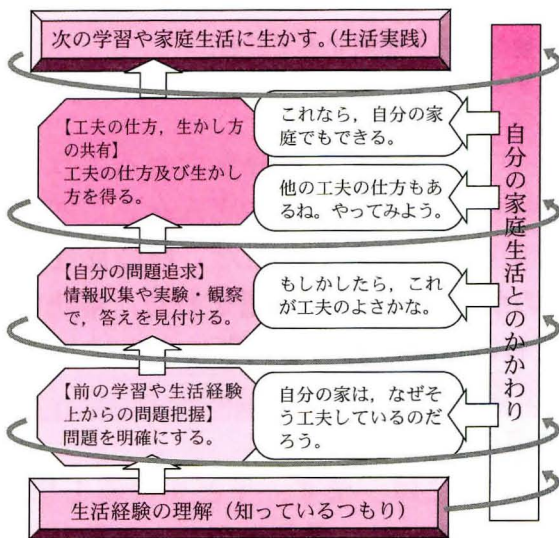 次の学習や家庭生活に生かす。(生活実践)
【工夫の仕方，生かし方
の共有】
工夫の仕方及び生かし
方を得る。
これなら，自分の家
庭でもできる。
他の工夫の仕方もあ
るね。やってみよう。
【自分の問題追求】
情報収集や実験・観察
で，答えを見付ける。
もしかしたら，これ
が工夫のよさかな。
【前の学習や生活経験
上からの問題把握】
問題を明確にする。
自分の家は，なぜそ
う工夫しているのだ
ろう。
生活経験の理解（知っているつもり）
自分の家庭生活とのかかわり